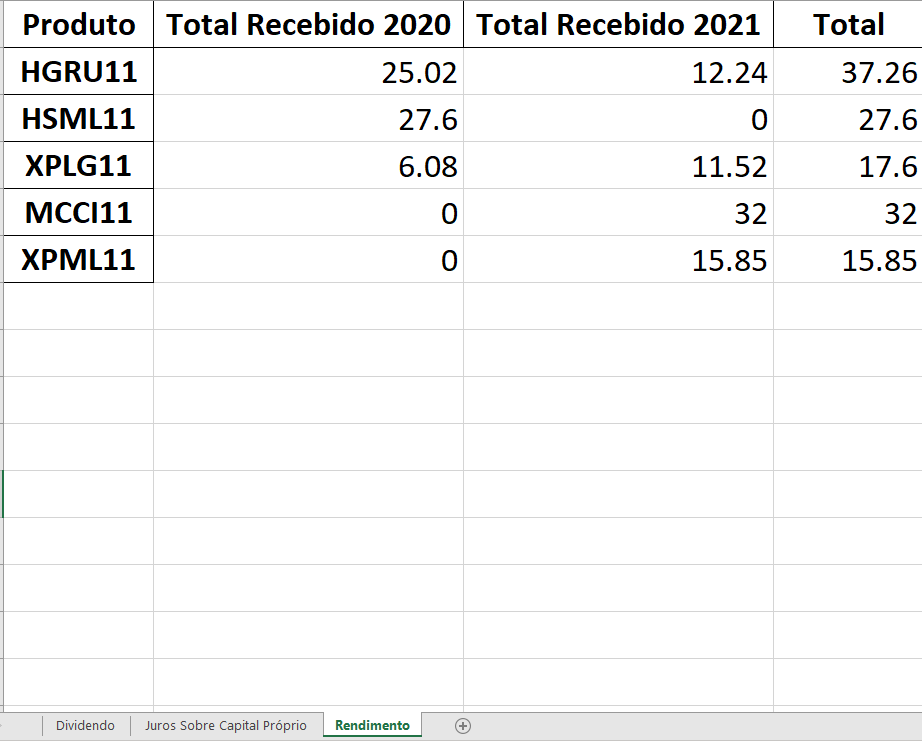 Produto Total Recebido 2020 Total Recebido 2021 Total
HGRU11 25.02 12.24 37.26
HSML11 27.6 0 27.6
XPLG11 6.08 11.52 17.6
MCCI11 0 32 32
XPML11 0 15.85 15.85
Dividendo Juros Sobre Capital Próprio Rendimento